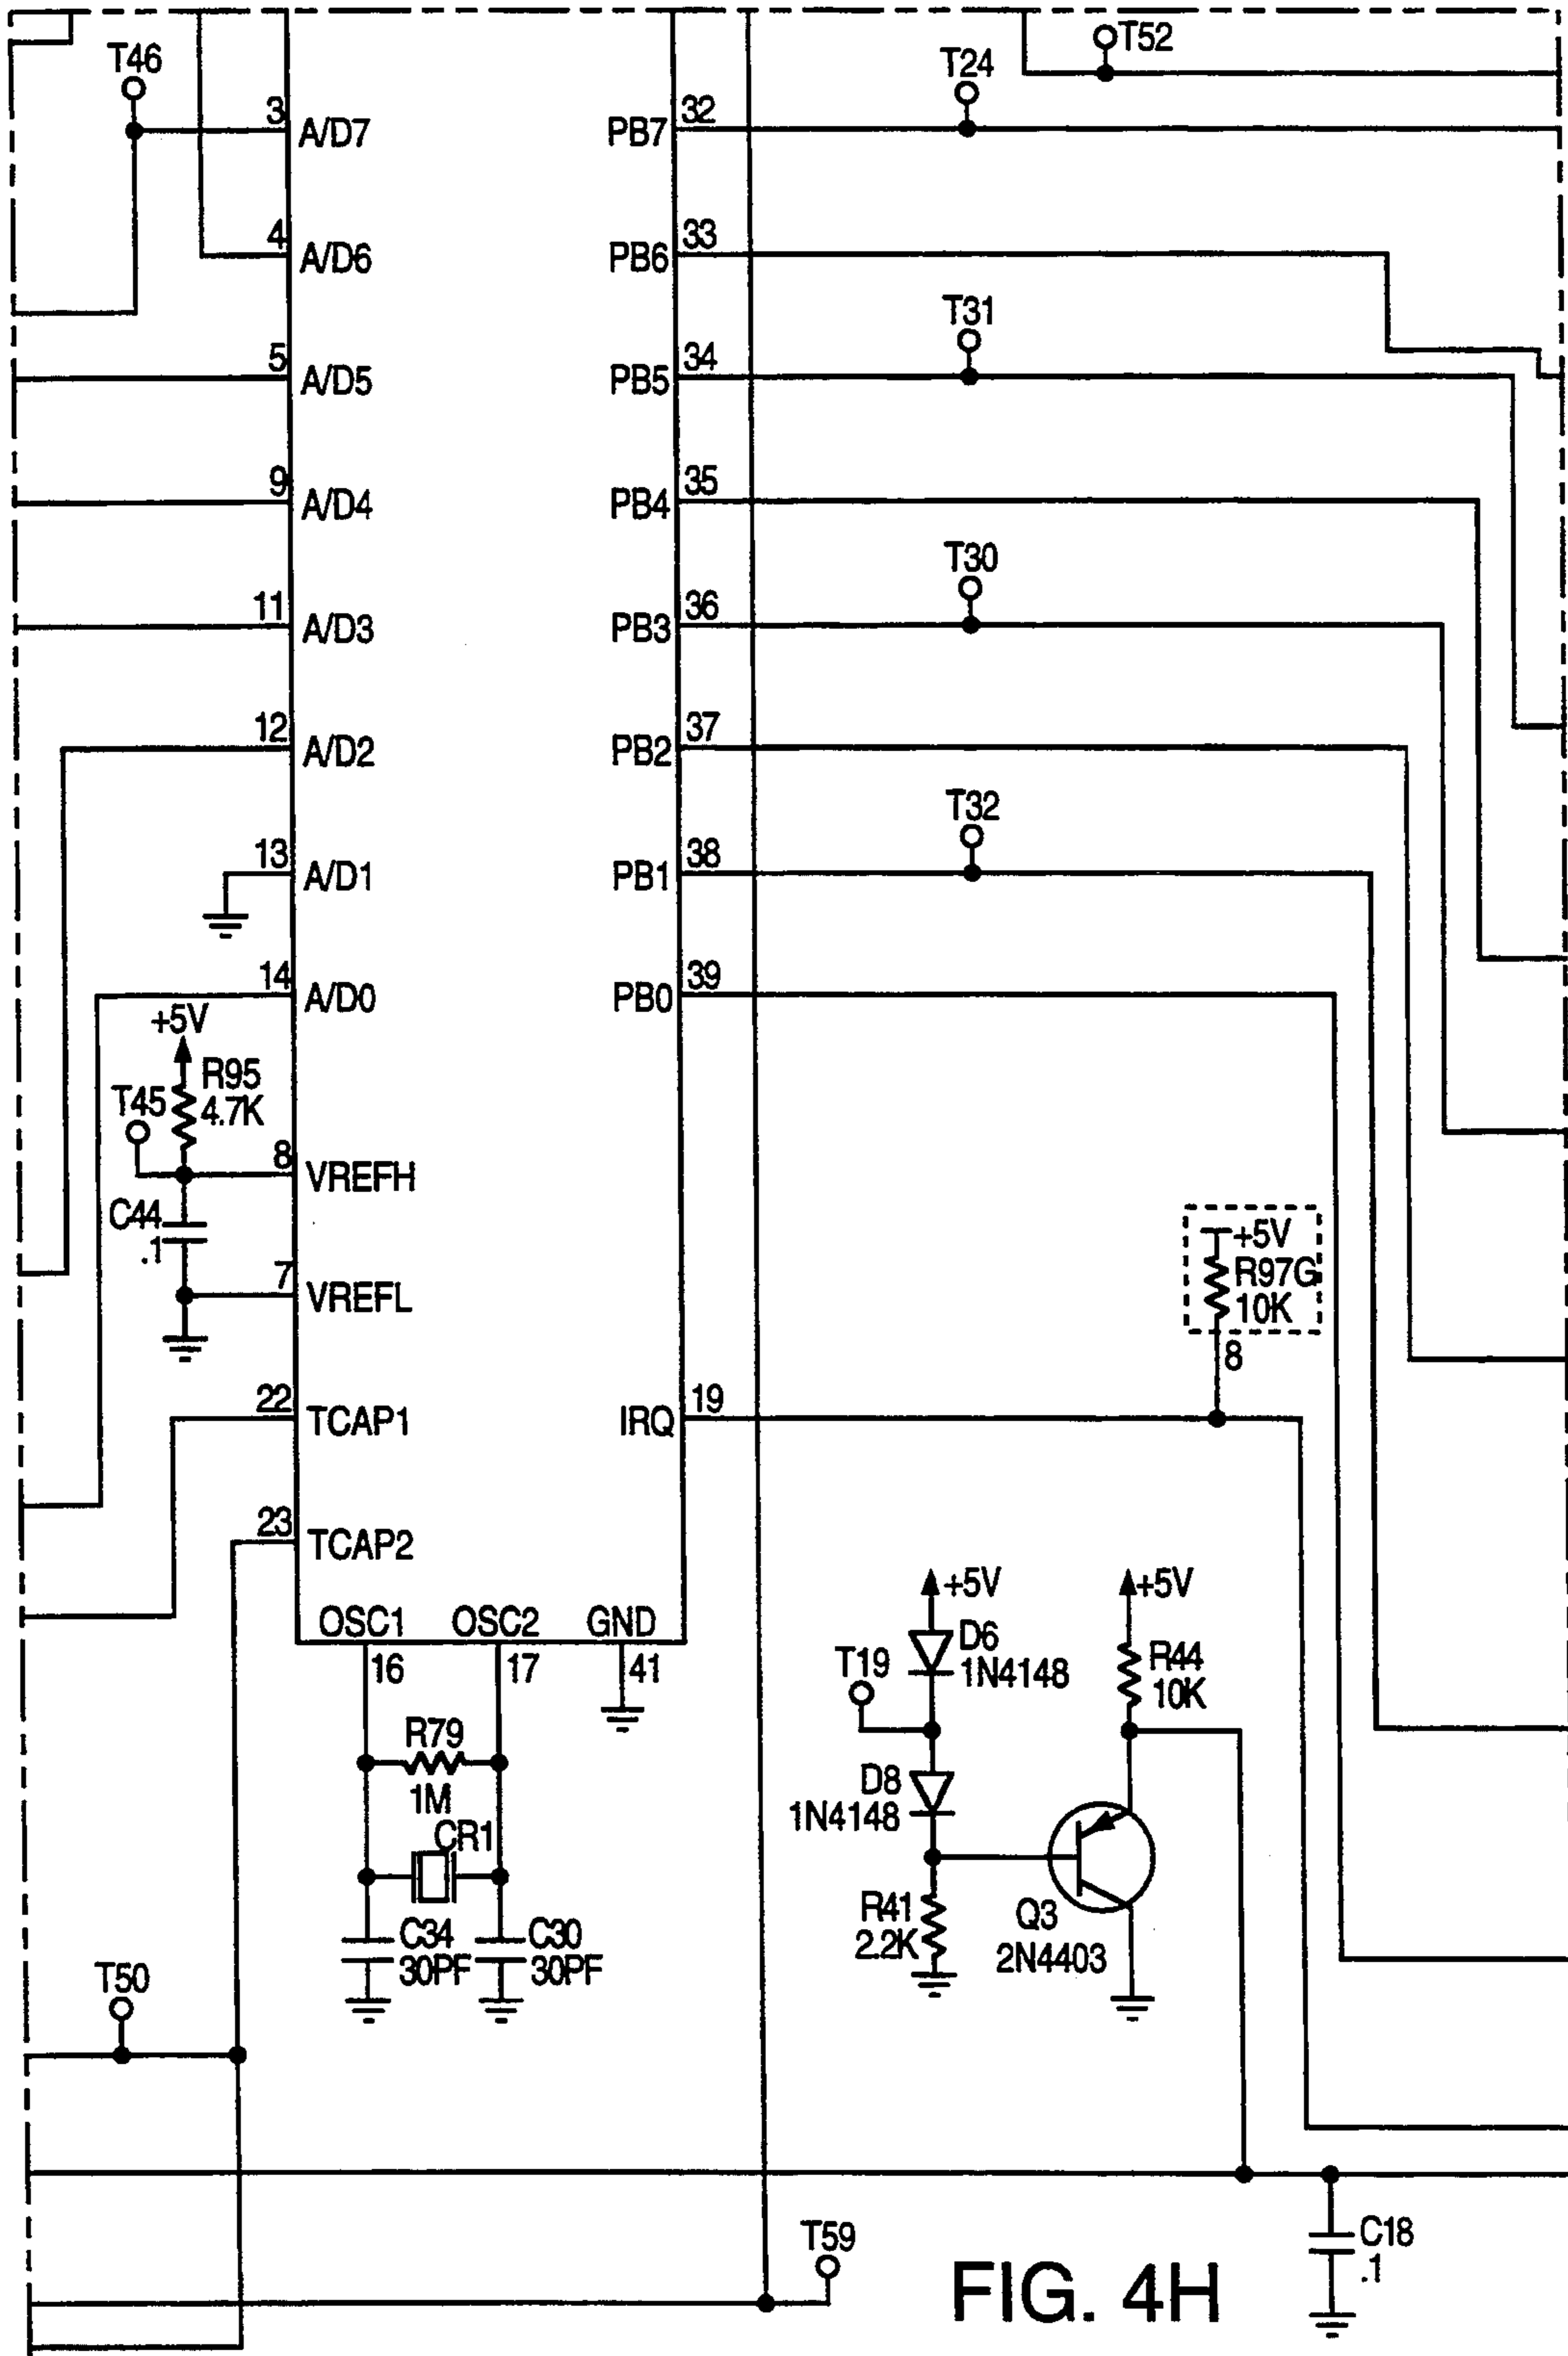 T46
T24
T52
3
A/D7
PB7
32
4
A/D6
PB6
33
T31
5
A/D5
PB5
34
9
A/D4
PB4
35
T30
11
A/D3
PB3
36
12
A/D2
PB2
37
T32
13
A/D1
PB1
38
14
A/D0
PB0
39
+5V
R95
4.7K
T45
8
VREFH
C44
.1
7
VREFL
+5V
R97G
10K
8
22
TCAP1
IRQ
19
23
TCAP2
OSC1
OSC2
GND
16
17
41
+5V
D6
1N4148
T19
+5V
R44
10K
R79
1M
D8
1N4148
CR1
R41
2.2K
Q3
2N4403
C34
30PF
C30
30PF
T50
T59
C18
.1
FIG. 4H